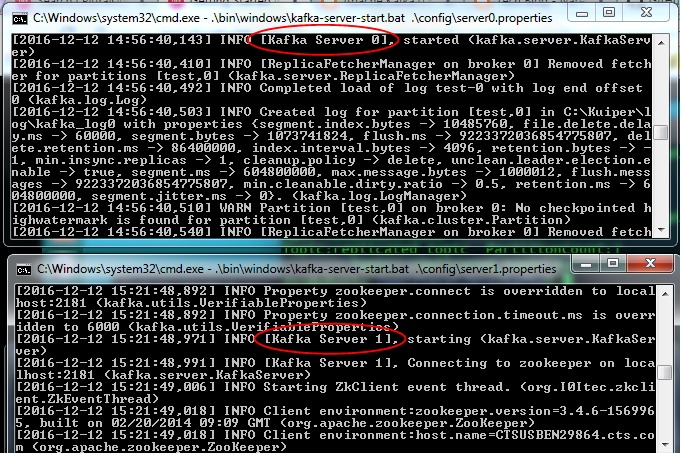 C:\Windows\system32\cmd.exe - .\bin\windows\kafka-server-start.bat .\config\server0.properties
[2016-12-12 14:56:40,143] INFO [Kafka Server 0], started (kafka.server.KafkaServ
er)
[2016-12-12 14:56:40,410] INFO [ReplicaFetcherManager on broker 0] Removed fetch
er for partitions [test,0] (kafka.server.ReplicaFetcherManager)
[2016-12-12 14:56:40,492] INFO Completed load of log test-0 with log end offset
0 (kafka.log.Log)
[2016-12-12 14:56:40,503] INFO Created log for partition [test,0] in C:\Kuiper\l
og\kafka_log0 with properties {segment.index.bytes -> 10485760, file.delete.dela
y.ms -> 60000, segment.bytes -> 1073741824, flush.ms -> 9223372036854775807, del
ete.retention.ms -> 86400000, index.interval.bytes -> 4096, retention.bytes -> -
1, min.insync.replicas -> 1, cleanup.policy -> delete, unclean.leader.election.e
nable -> true, segment.ms -> 604800000, max.message.bytes -> 1000012, flush.mess
ages -> 9223372036854775807, min.cleanable.dirty.ratio -> 0.5, retention.ms -> 6
04800000, segment.jitter.ms -> 0}. (kafka.log.LogManager)
[2016-12-12 14:56:40,510] WARN Partition [test,0] on broker 0: No checkpointed h
ighwatermark is found for partition [test,0] (kafka.cluster.Partition)
[2016-12-12 14:56:40,540] INFO [ReplicaFetcherManager on broker 0] Removed fetch
C:\Windows\system32\cmd.exe - .\bin\windows\kafka-server-start.bat .\config\server1.properties
[2016-12-12 15:21:48,892] INFO Property zookeeper.connect is overridden to local
host:2181 (kafka.utils.VerifiableProperties)
[2016-12-12 15:21:48,892] INFO Property zookeeper.connection.timeout.ms is overr
idden to 6000 (kafka.utils.VerifiableProperties)
[2016-12-12 15:21:48,971] INFO [Kafka Server 1], starting (kafka.server.KafkaSer
ver)
[2016-12-12 15:21:48,991] INFO [Kafka Server 1], Connecting to zookeeper on loca
lhost:2181 (kafka.server.KafkaServer)
[2016-12-12 15:21:49,006] INFO Starting ZkClient event thread. (org.I0Itec.zkcli
ent.ZkEventThread)
[2016-12-12 15:21:49,018] INFO Client environment:zookeeper.version=3.4.6-156996
5, built on 02/20/2014 09:09 GMT (org.apache.zookeeper.ZooKeeper)
[2016-12-12 15:21:49,018] INFO Client environment:host.name=CTSUSBEN29864.cts.co
m (org.apache.zookeeper.ZooKeeper)